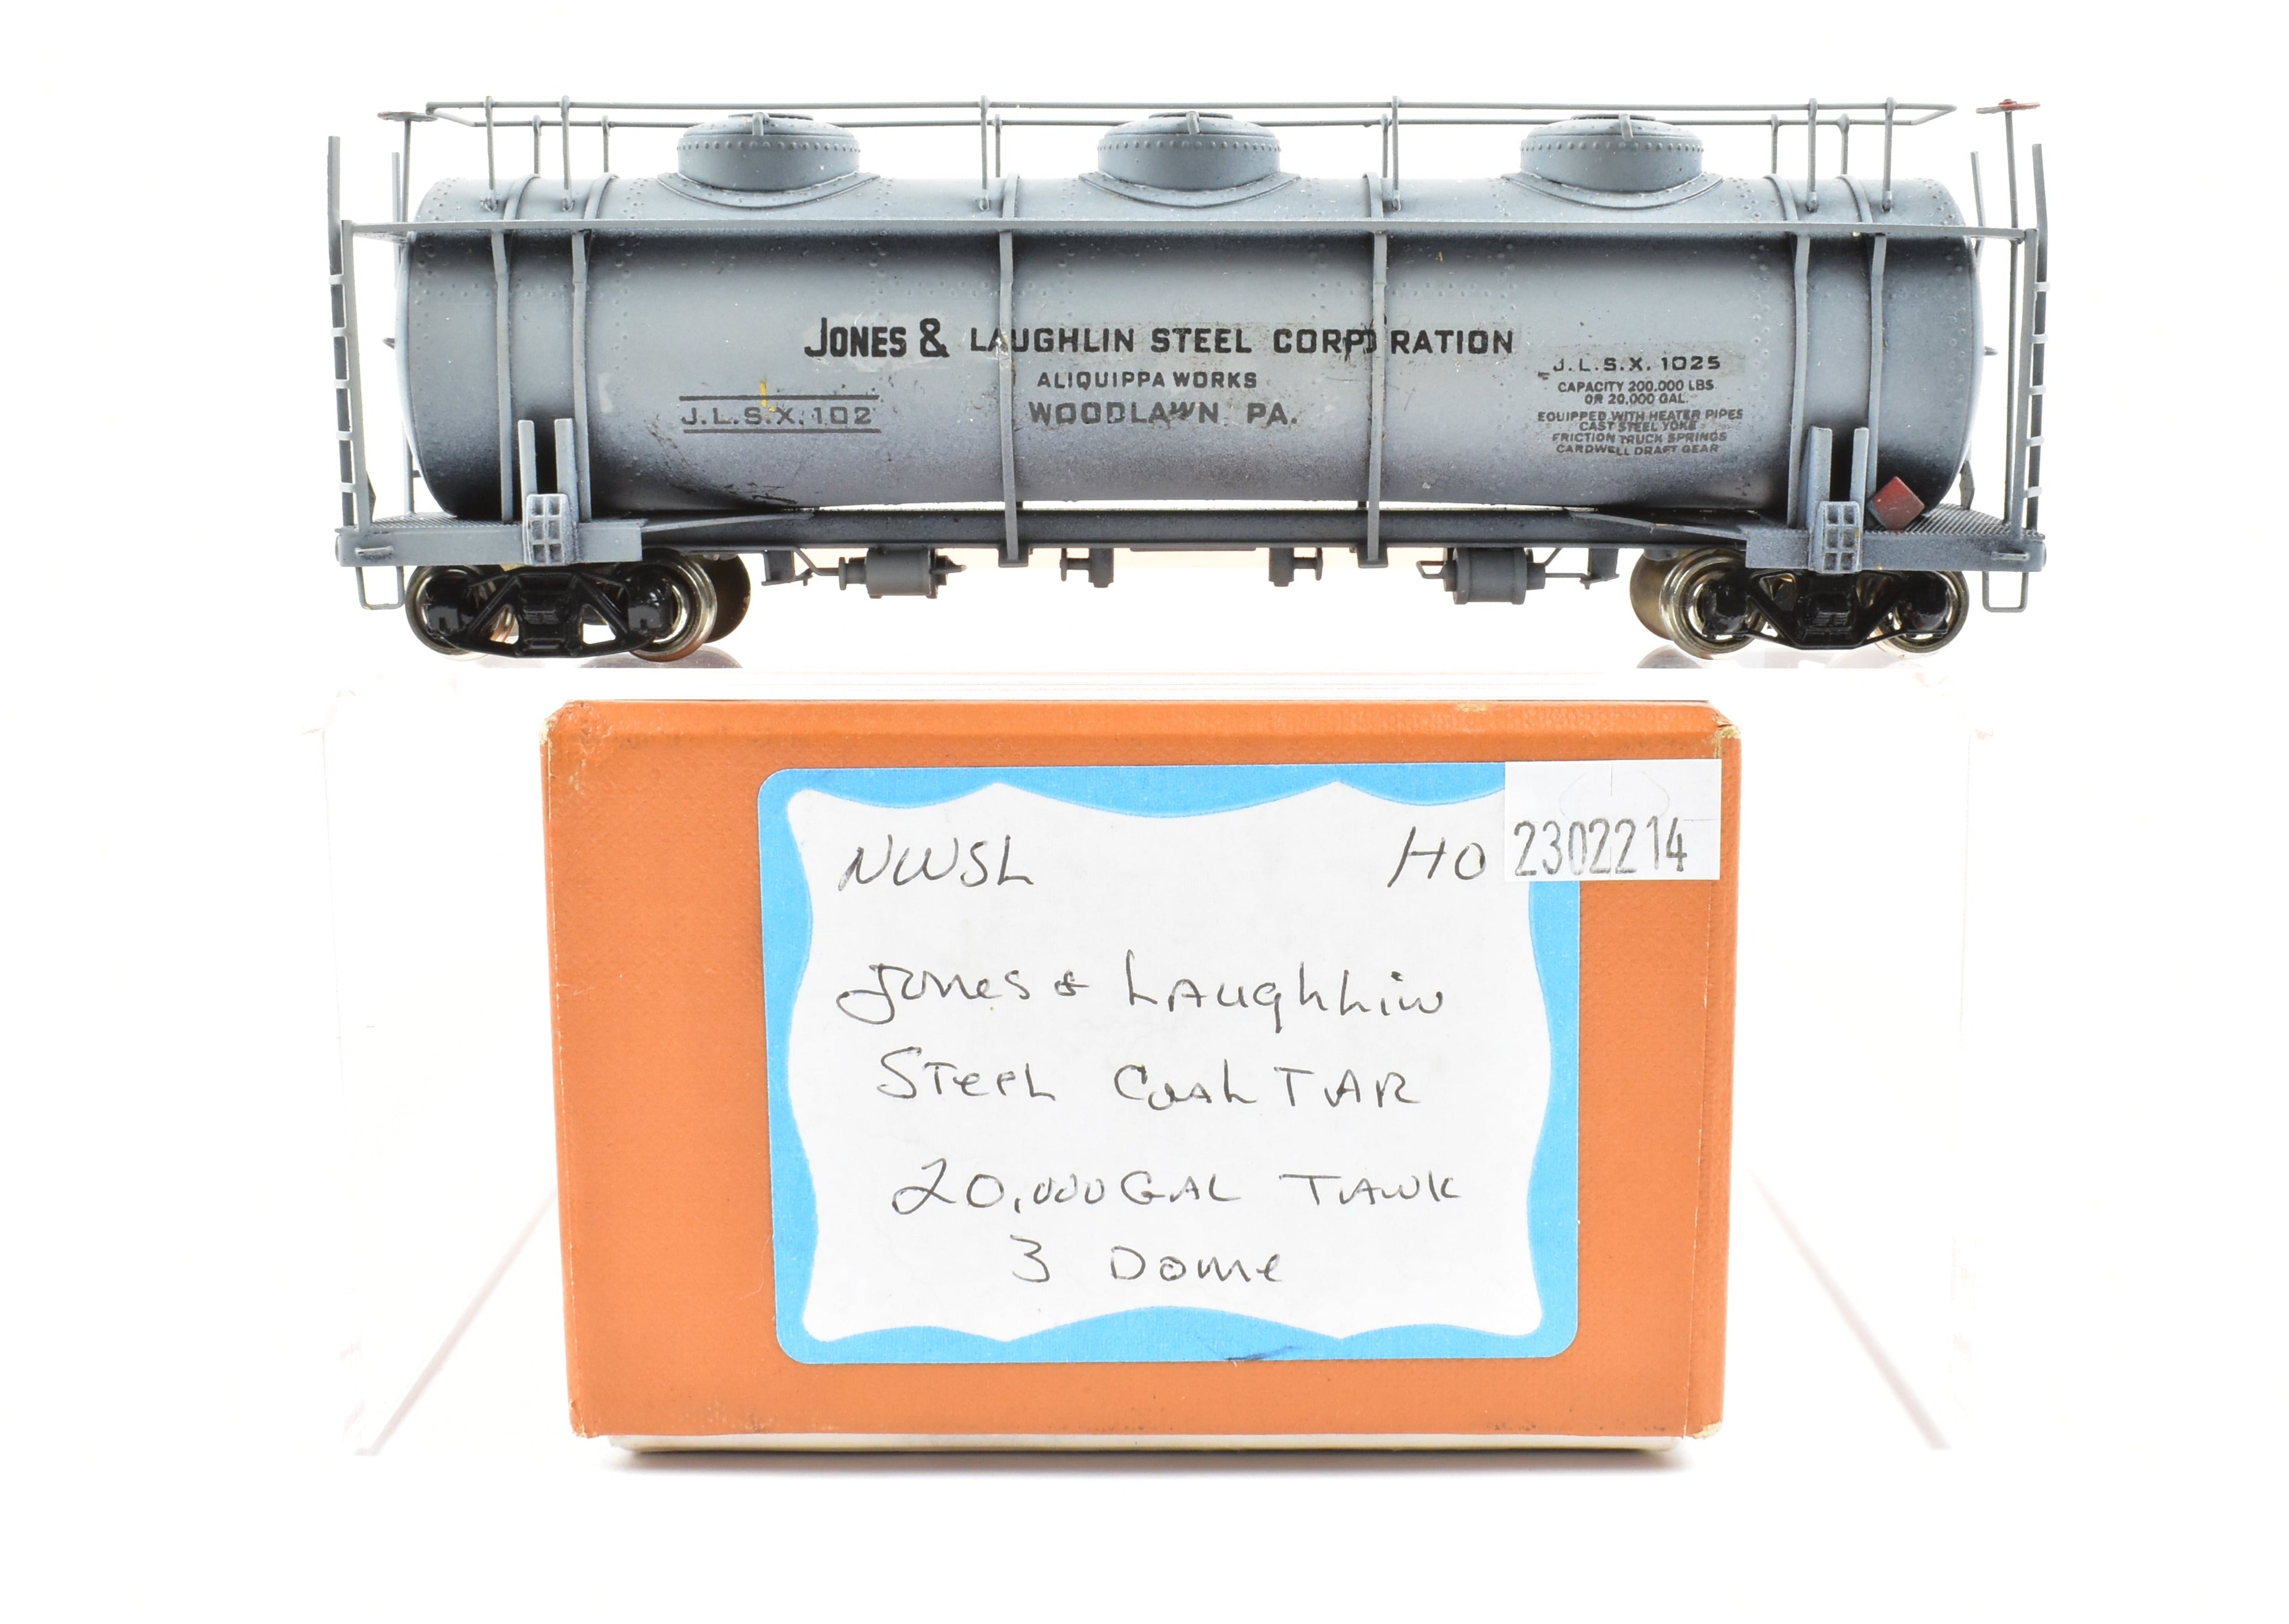 JONES & LAUGHLIN STEEL CORPORATION
ALIQUIPPA WORKS
WOODLAWN PA.
J.L.S.X. 102
J.L.S.X. 1025
CAPACITY 200,000 LBS
OR 20,000 GAL.
EQUIPPED WITH HEATER PIPES
CAST STEEL YOKE
FRICTION TRUCK SPRINGS
CARDWELL DRAFT GEAR
NWSL HO 2302214
Jones & Laughlin
Steel Coal Tar
20,000 Gal Tank
3 Dome